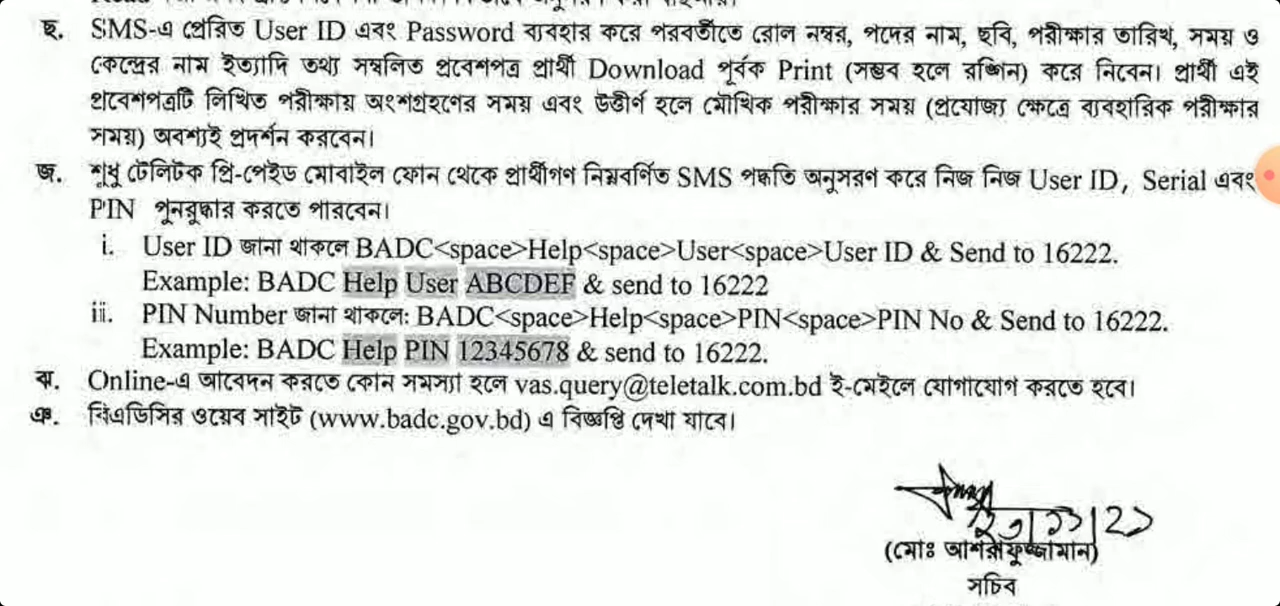 ছ. SMS-এ প্রেরিত User ID এবং Password ব্যবহার করে পরবর্তীতে রোল নম্বর, পদের নাম, ছবি, পরীক্ষার তারিখ, সময় ও
কেন্দ্রের নাম ইত্যাদি তথ্য সম্বলিত প্রবেশপত্র প্রার্থী Download পূর্বক Print (সম্ভব হলে রঙ্গিন) করে নিবেন। প্রার্থী এই
প্রবেশপত্রটি লিখিত পরীক্ষায় অংশগ্রহণের সময় এবং উত্তীর্ণ হলে মৌখিক পরীক্ষার সময় (প্রযোজ্য ক্ষেত্রে ব্যবহারিক পরীক্ষার
সময়) অবশ্যই প্রদর্শন করবেন।
জ. শুধু টেলিটক প্রি-পেইড মোবাইল ফোন থেকে প্রার্থীগণ নিম্নবর্ণিত SMS পদ্ধতি অনুসরণ করে নিজ নিজ User ID, Serial এবং
PIN পুনরুদ্ধার করতে পারবেন।
i. User ID জানা থাকলে BADC<space>Help<space>User<space>User ID & Send to 16222.
Example: BADC Help User ABCDEF & send to 16222
ii. PIN Number জানা থাকলে: BADC<space>Help<space>PIN<space>PIN No & Send to 16222.
Example: BADC Help PIN 12345678 & send to 16222.
ঝ. Online-এ আবেদন করতে কোন সমস্যা হলে vas.query@teletalk.com.bd ই-মেইলে যোগাযোগ করতে হবে।
ঞ. বিএডিসির ওয়েব সাইট (www.badc.gov.bd) এ বিজ্ঞপ্তি দেখা যাবে।
(মোঃ আশরাফুজ্জামান)
সচিব